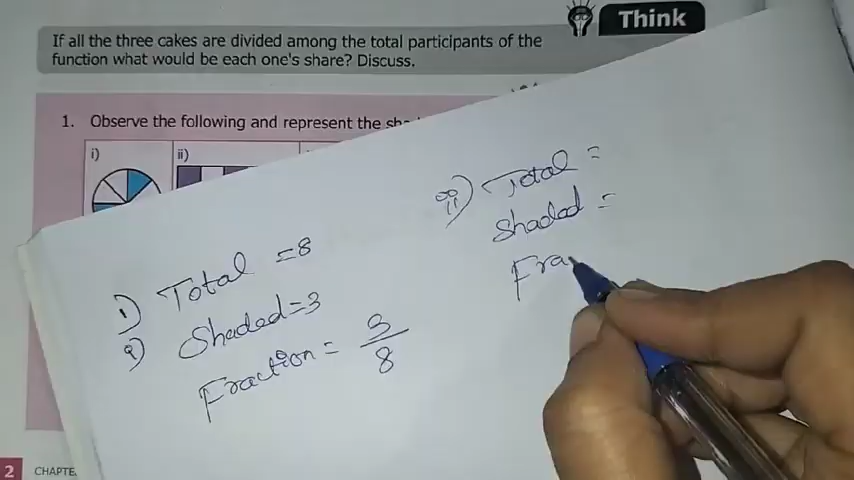 Think
If all the three cakes are divided among the total participants of the
function what would be each one's share? Discuss.
1. Observe the following and represent the sha
i)
ii)
i) Total = 8
Shaded = 3
Fraction = 3/8
ii) Total =
Shaded =
Fra
2 CHAPTE